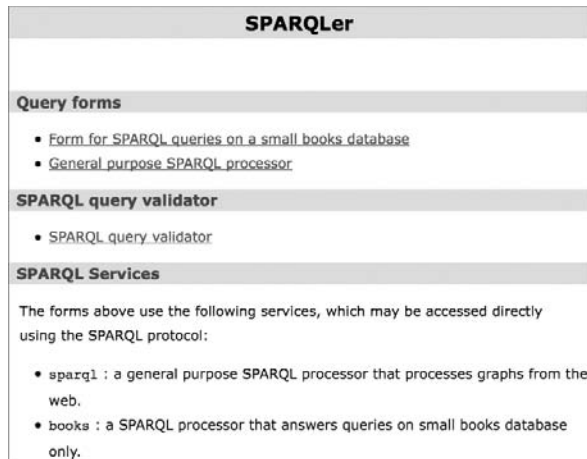 SPARQLer
Query forms
• Form for SPARQL queries on a small books database
• General purpose SPARQL processor
SPARQL query validator
• SPARQL query validator
SPARQL Services
The forms above use the following services, which may be accessed directly
using the SPARQL protocol:
• sparql : a general purpose SPARQL processor that processes graphs from the
web.
• books : a SPARQL processor that answers queries on small books database
only.